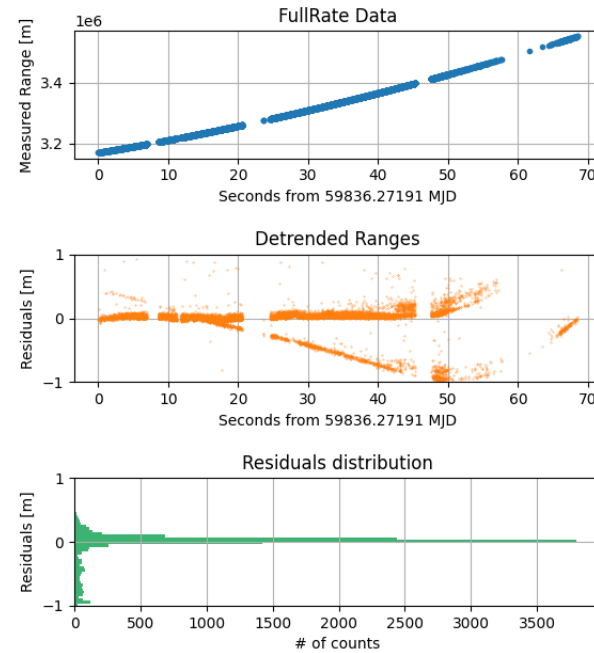 FullRate Data
1e6
Measured Range [m]
3.4
3.2
0 10 20 30 40 50 60 70
Seconds from 59836.27191 MJD
Detrended Ranges
Residuals [m]
1
0
−1
0 10 20 30 40 50 60 70
Seconds from 59836.27191 MJD
Residuals distribution
Residuals [m]
1
0
−1
0 500 1000 1500 2000 2500 3000 3500
# of counts